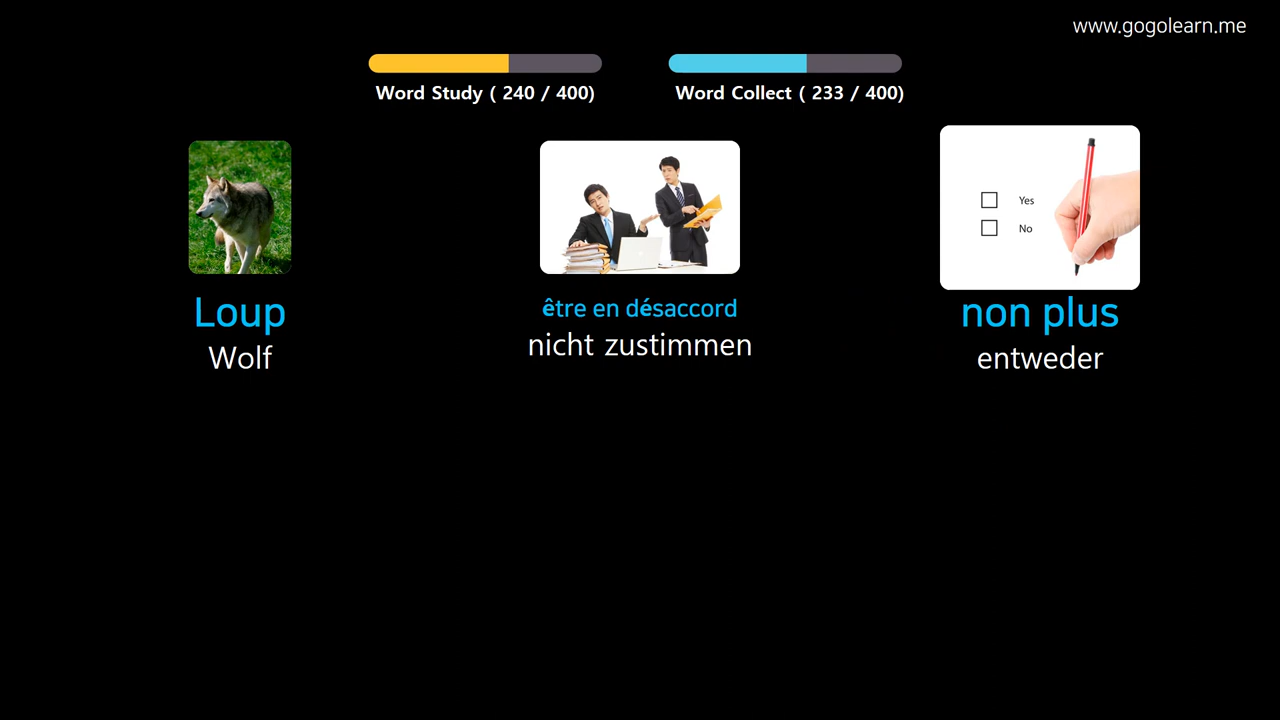 www.gogolearn.me
Word Study ( 240 / 400)
Word Collect ( 233 / 400)
Yes
No
Loup
Wolf
être en désaccord
nicht zustimmen
non plus
entweder